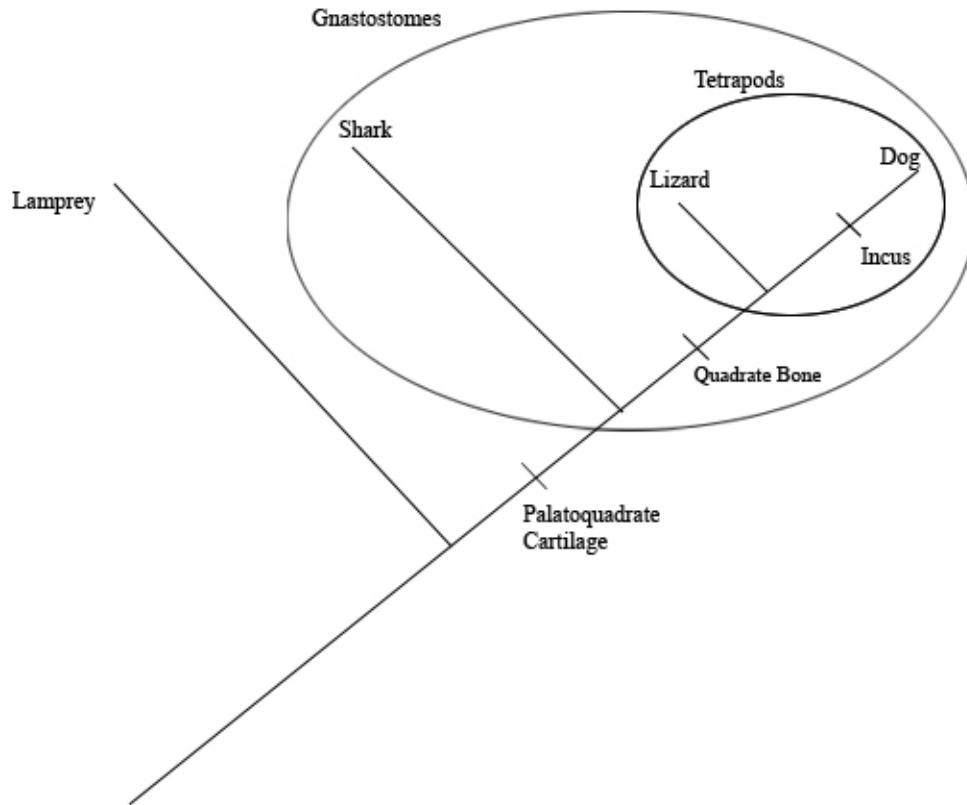 Gnastostomes
Tetrapods
Shark
Dog
Lizard
Lamprey
Incus
Quadrate Bone
Palatoquadrate
Cartilage